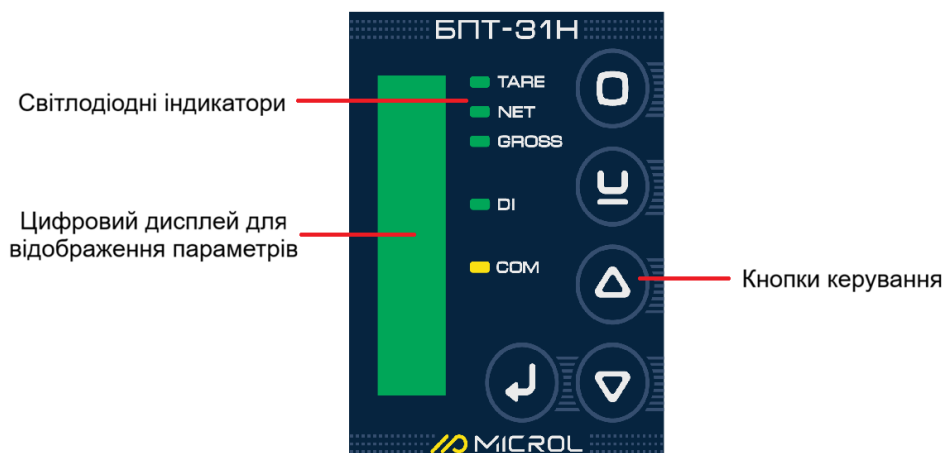 БПТ-31Н
Світлодіодні індикатори
TARE
NET
GROSS
DI
COM
Цифровий дисплей для
відображення параметрів
Кнопки керування
MICROL